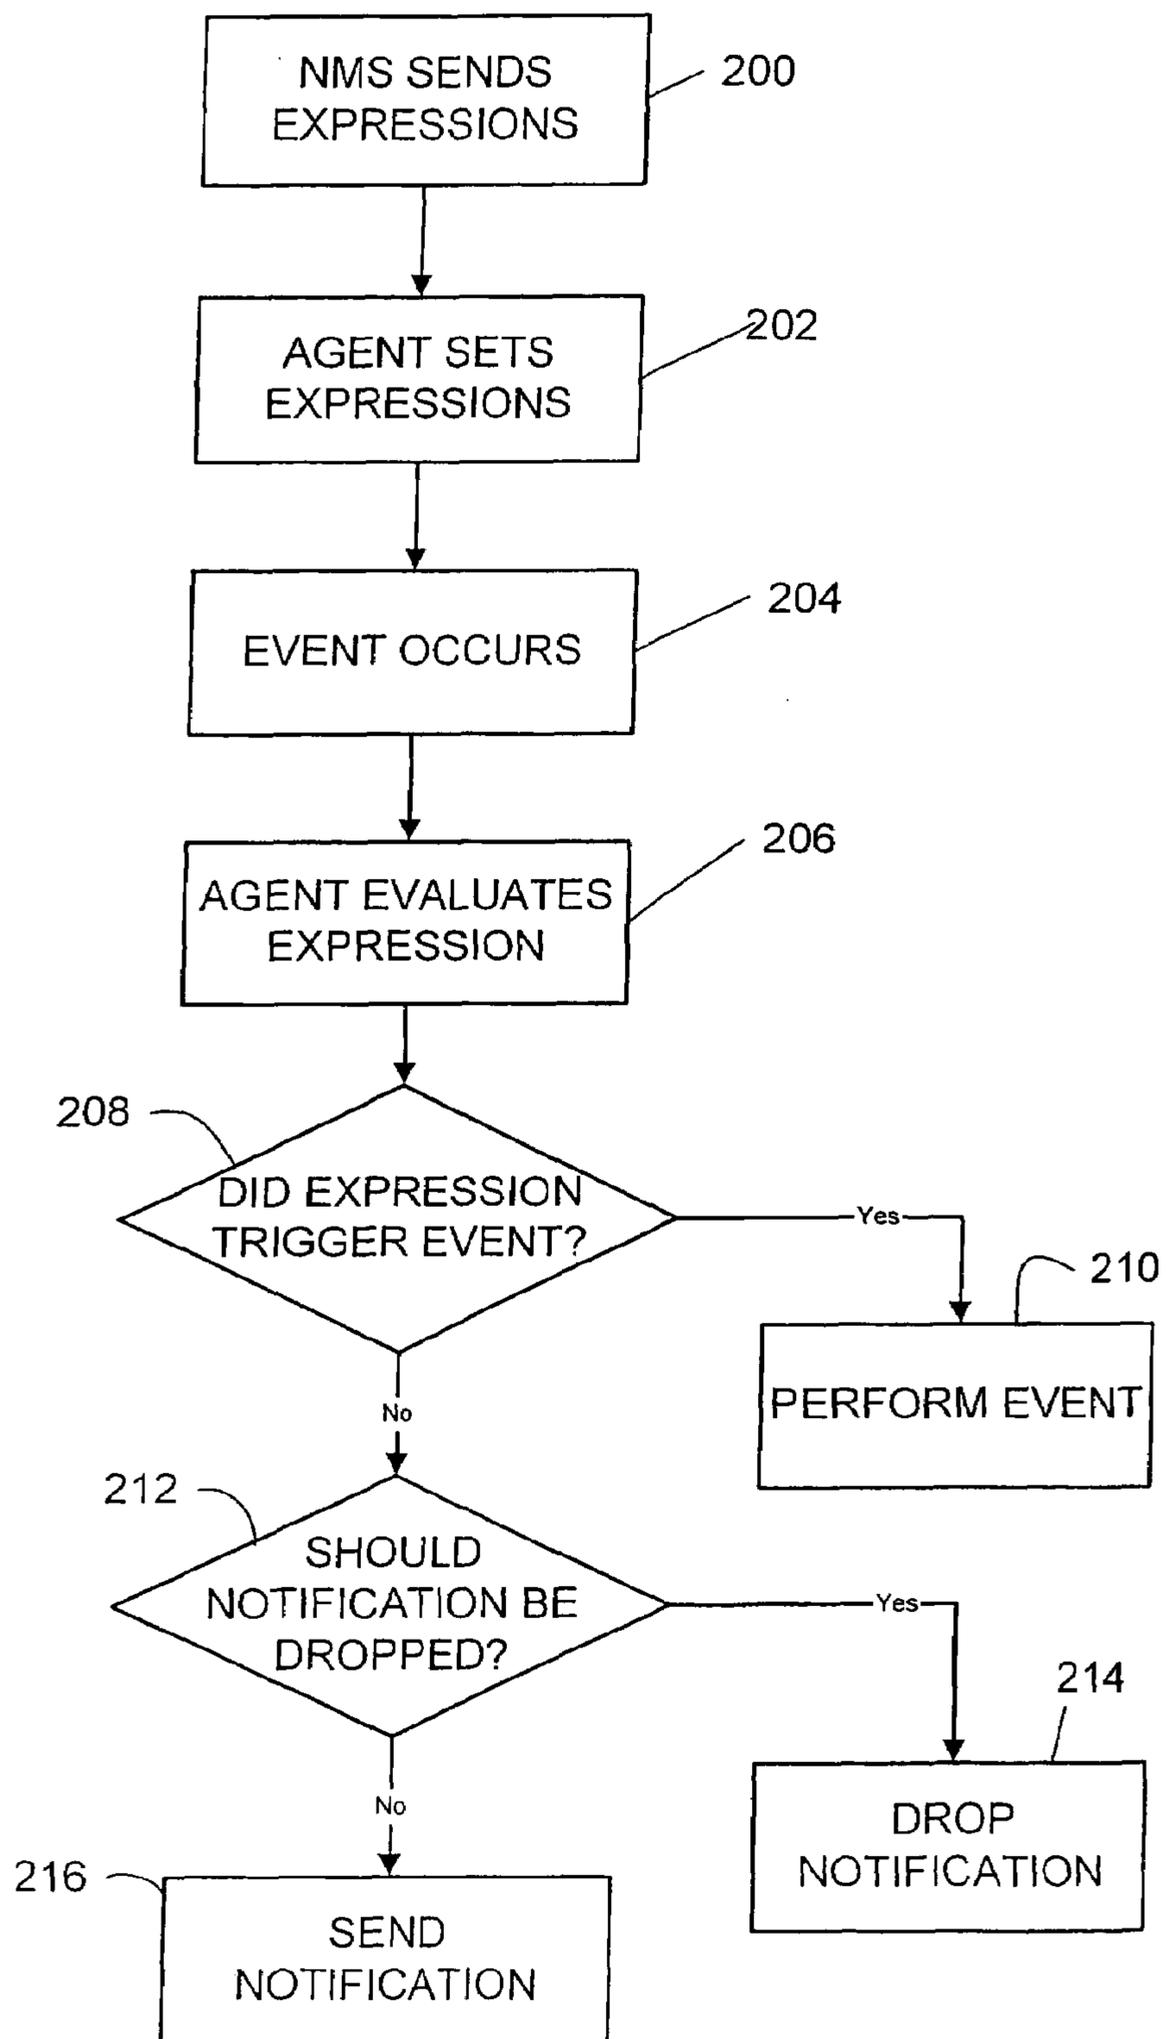 NMS SENDS
EXPRESSIONS
200
AGENT SETS
EXPRESSIONS
202
EVENT OCCURS
204
AGENT EVALUATES
EXPRESSION
206
208
DID EXPRESSION
TRIGGER EVENT?
Yes
210
PERFORM EVENT
No
212
SHOULD
NOTIFICATION BE
DROPPED?
Yes
214
DROP
NOTIFICATION
No
216
SEND
NOTIFICATION